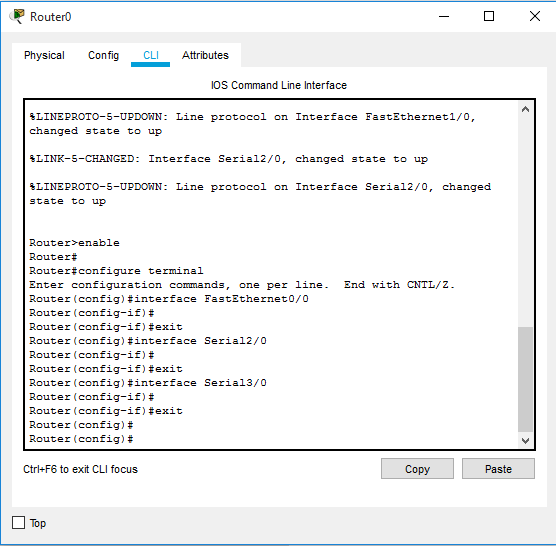 Router0
Physical Config CLI Attributes
IOS Command Line Interface
%LINEPROTO-5-UPDOWN: Line protocol on Interface FastEthernet1/0,
changed state to up
%LINK-5-CHANGED: Interface Serial2/0, changed state to up
%LINEPROTO-5-UPDOWN: Line protocol on Interface Serial2/0, changed
state to up
Router>enable
Router#
Router#configure terminal
Enter configuration commands, one per line.  End with CNTL/Z.
Router(config)#interface FastEthernet0/0
Router(config-if)#
Router(config-if)#exit
Router(config)#interface Serial2/0
Router(config-if)#
Router(config-if)#exit
Router(config)#interface Serial3/0
Router(config-if)#
Router(config-if)#exit
Router(config)#
Router(config)#
Ctrl+F6 to exit CLI focus
Copy Paste
Top